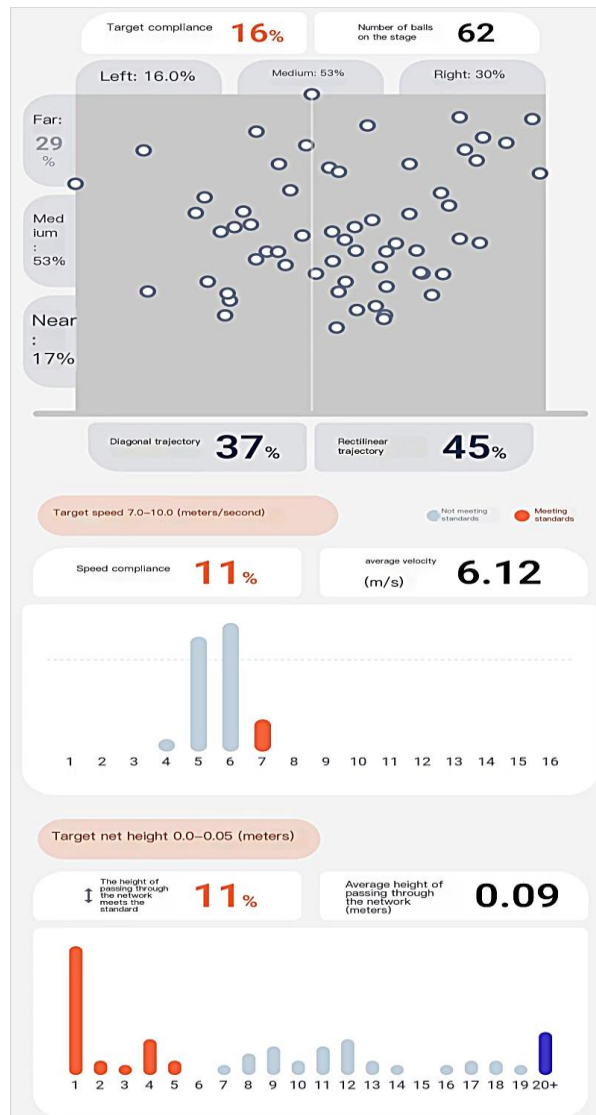 Target compliance 16%
Number of balls
on the stage 62
Left: 16.0%
Medium: 53%
Right: 30%
Far:
29
%
Med
ium
:
53%
Near
:
17%
Diagonal trajectory 37%
Rectilinear
trajectory 45%
Target speed 7.0–10.0 (meters/second)
Not meeting
standards
Meeting
standards
Speed compliance 11%
average velocity
(m/s) 6.12
1 2 3 4 5 6 7 8 9 10 11 12 13 14 15 16
Target net height 0.0–0.05 (meters)
The height of
passing through
the network
meets the
standard
11%
Average height of
passing through
the network
(meters)
0.09
1 2 3 4 5 6 7 8 9 10 11 12 13 14 15 16 17 18 19 20+